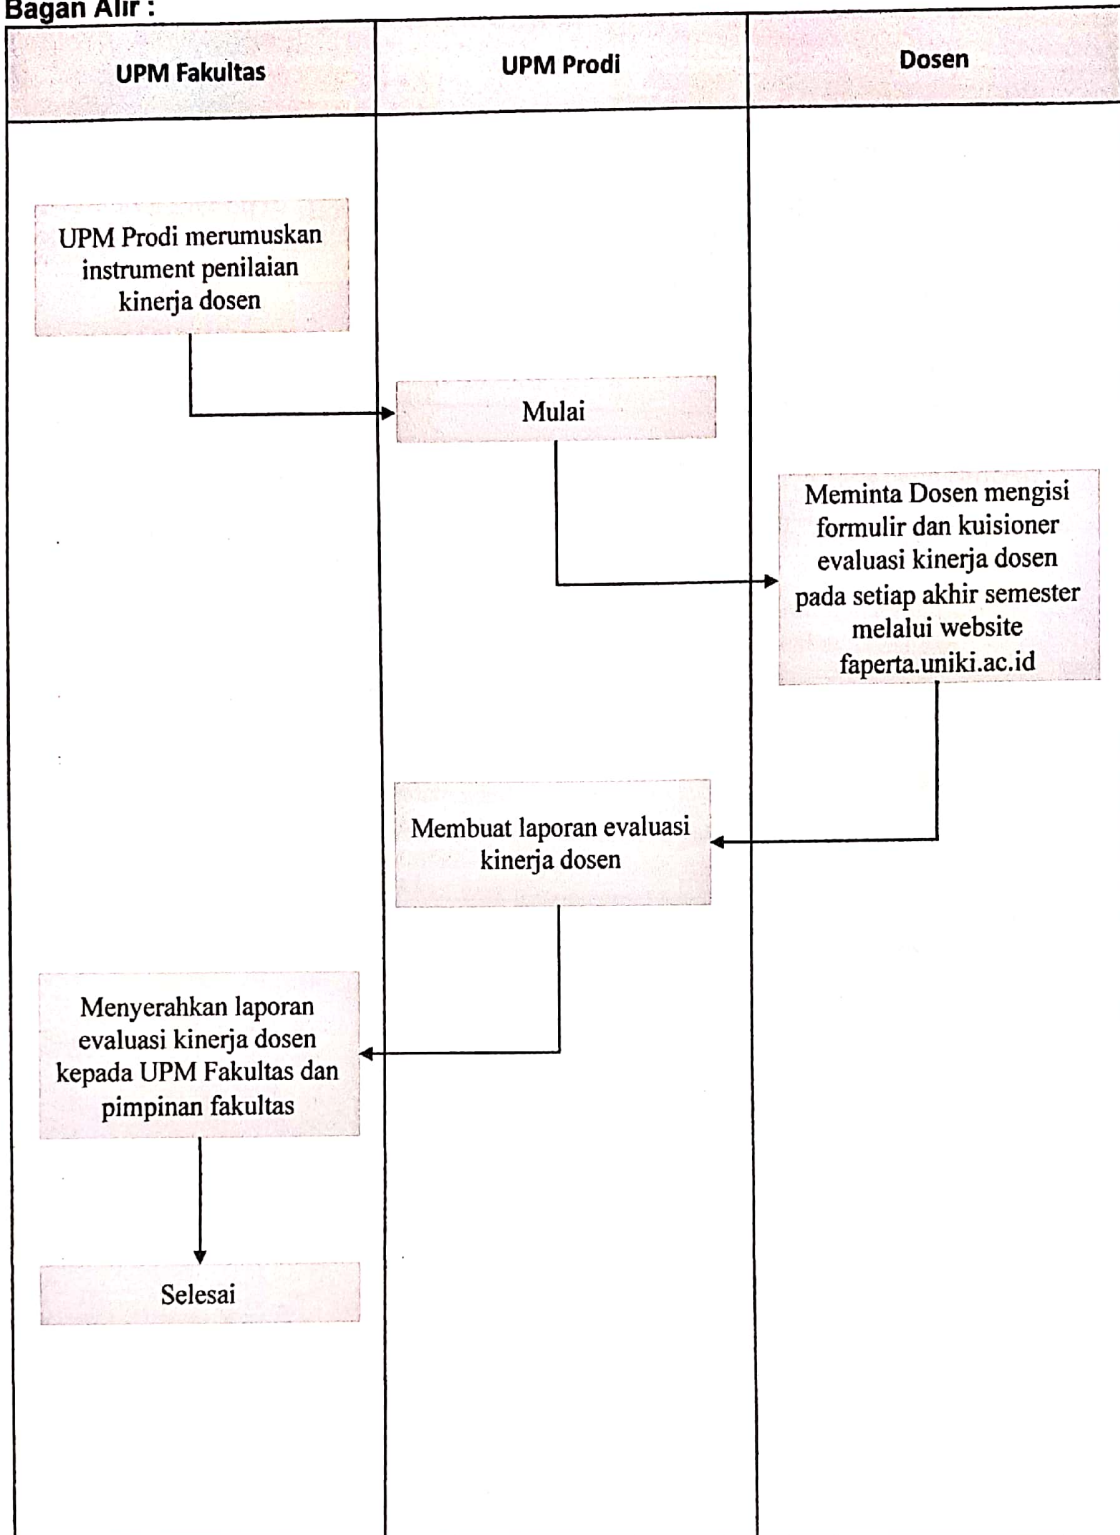 Bagan Alir :
UPM Fakultas
UPM Prodi
Dosen
UPM Prodi merumuskan
instrument penilaian
kinerja dosen
Mulai
Meminta Dosen mengisi
formulir dan kuisioner
evaluasi kinerja dosen
pada setiap akhir semester
melalui website
faperta.uniki.ac.id
Membuat laporan evaluasi
kinerja dosen
Menyerahkan laporan
evaluasi kinerja dosen
kepada UPM Fakultas dan
pimpinan fakultas
Selesai